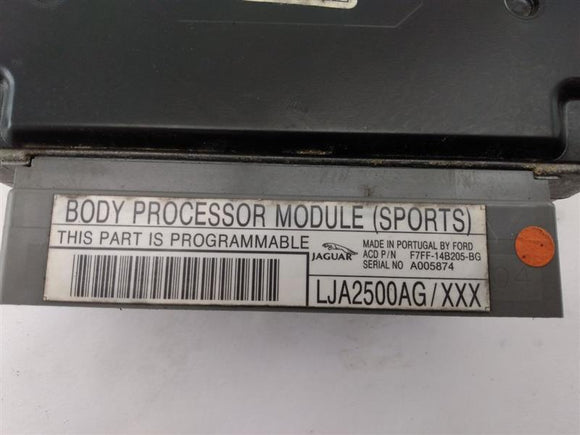 BODY PROCESSOR MODULE (SPORTS)
THIS PART IS PROGRAMMABLE
JAGUAR
MADE IN PORTUGAL BY FORD
ACD P/N F7FF-14B205-BG
SERIAL NO A005874
LJA2500AG/XXX